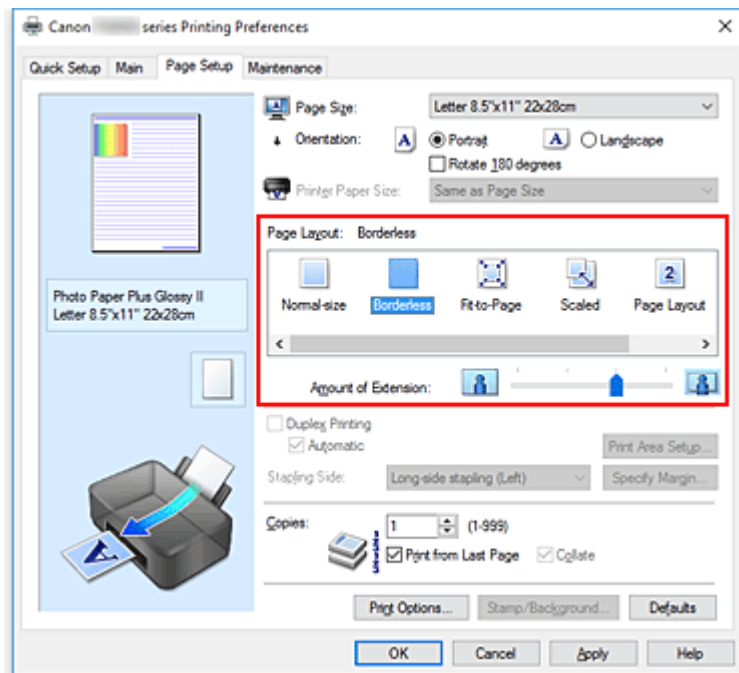 Canon series Printing Preferences
Quick Setup Main Page Setup Maintenance
Page Size: Letter 8.5"x11" 22x28cm
Orientation: A Portrait A Landscape
Rotate 180 degrees
Printer Paper Size: Same as Page Size
Page Layout: Borderless
2
Normal-size Borderless Fit-to-Page Scaled Page Layout
Photo Paper Plus Glossy II
Letter 8.5"x11" 22x28cm
Amount of Extension:
Duplex Printing
Automatic Print Area Setup...
Stapling Side: Long-side stapling (Left) Specify Margin...
Copies: 1 (1-999)
Print from Last Page Collate
A
Print Options... Stamp/Background... Defaults
OK Cancel Apply Help